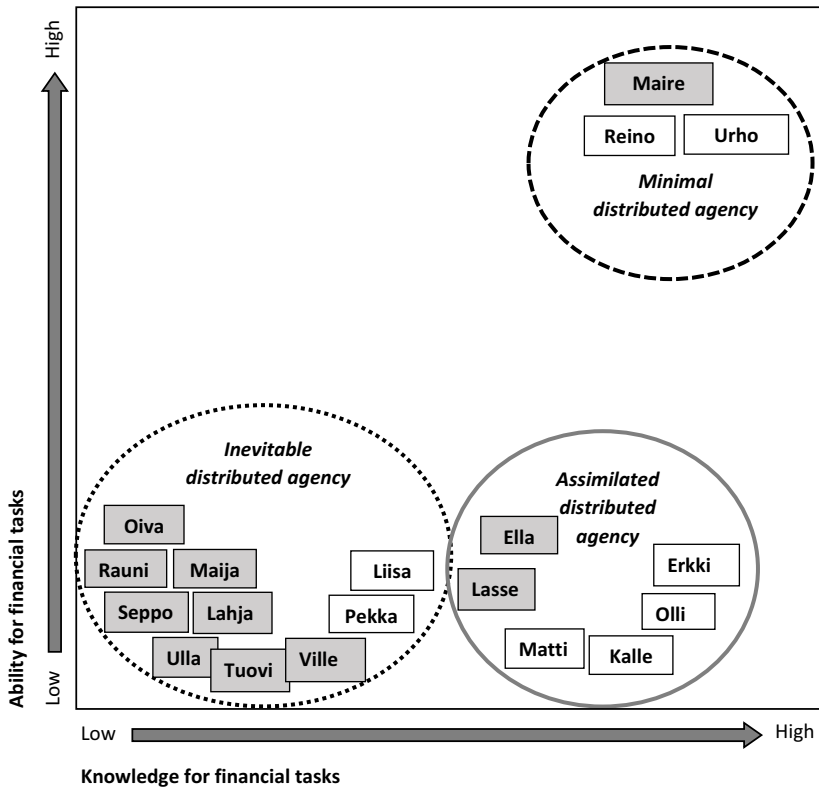 High
Maire
Reino
Urho
Minimal
distributed agency
Inevitable
distributed agency
Assimilated
distributed
agency
Oiva
Ella
Rauni
Maija
Liisa
Erkki
Lasse
Seppo
Lahja
Pekka
Olli
Ulla
Tuovi
Ville
Matti
Kalle
Ability for financial tasks
Low
Low
High
Knowledge for financial tasks